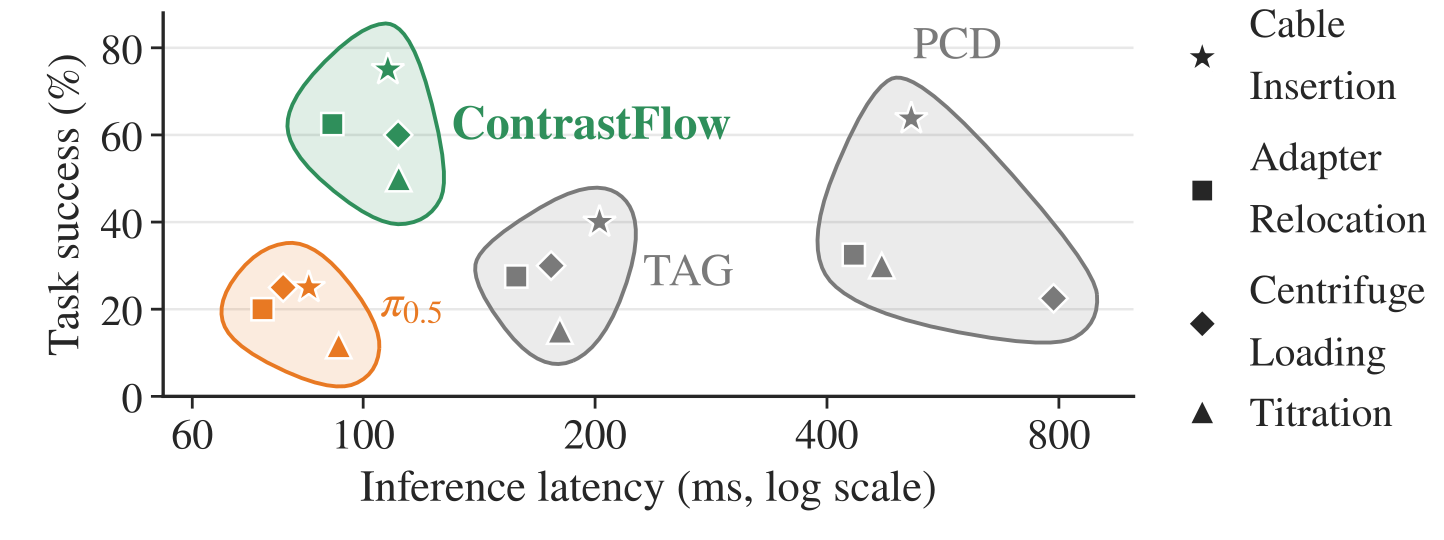 Task success (%)
80
60
40
20
0
60
100
200
400
800
Inference latency (ms, log scale)
ContrastFlow
π0.5
TAG
PCD
Cable
Insertion
Adapter
Relocation
Centrifuge
Loading
Titration